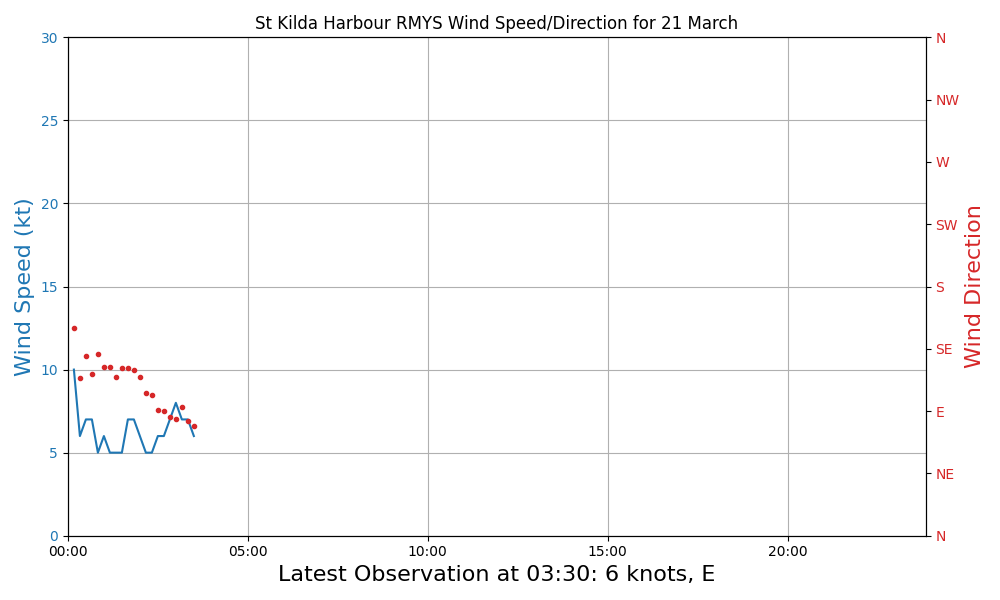 St Kilda Harbour RMYS Wind Speed/Direction for 21 March
30
25
20
15
10
5
0
Wind Speed (kt)
N
NW
W
SW
S
SE
E
NE
N
Wind Direction
00:00 05:00 10:00 15:00 20:00
Latest Observation at 03:30: 6 knots, E